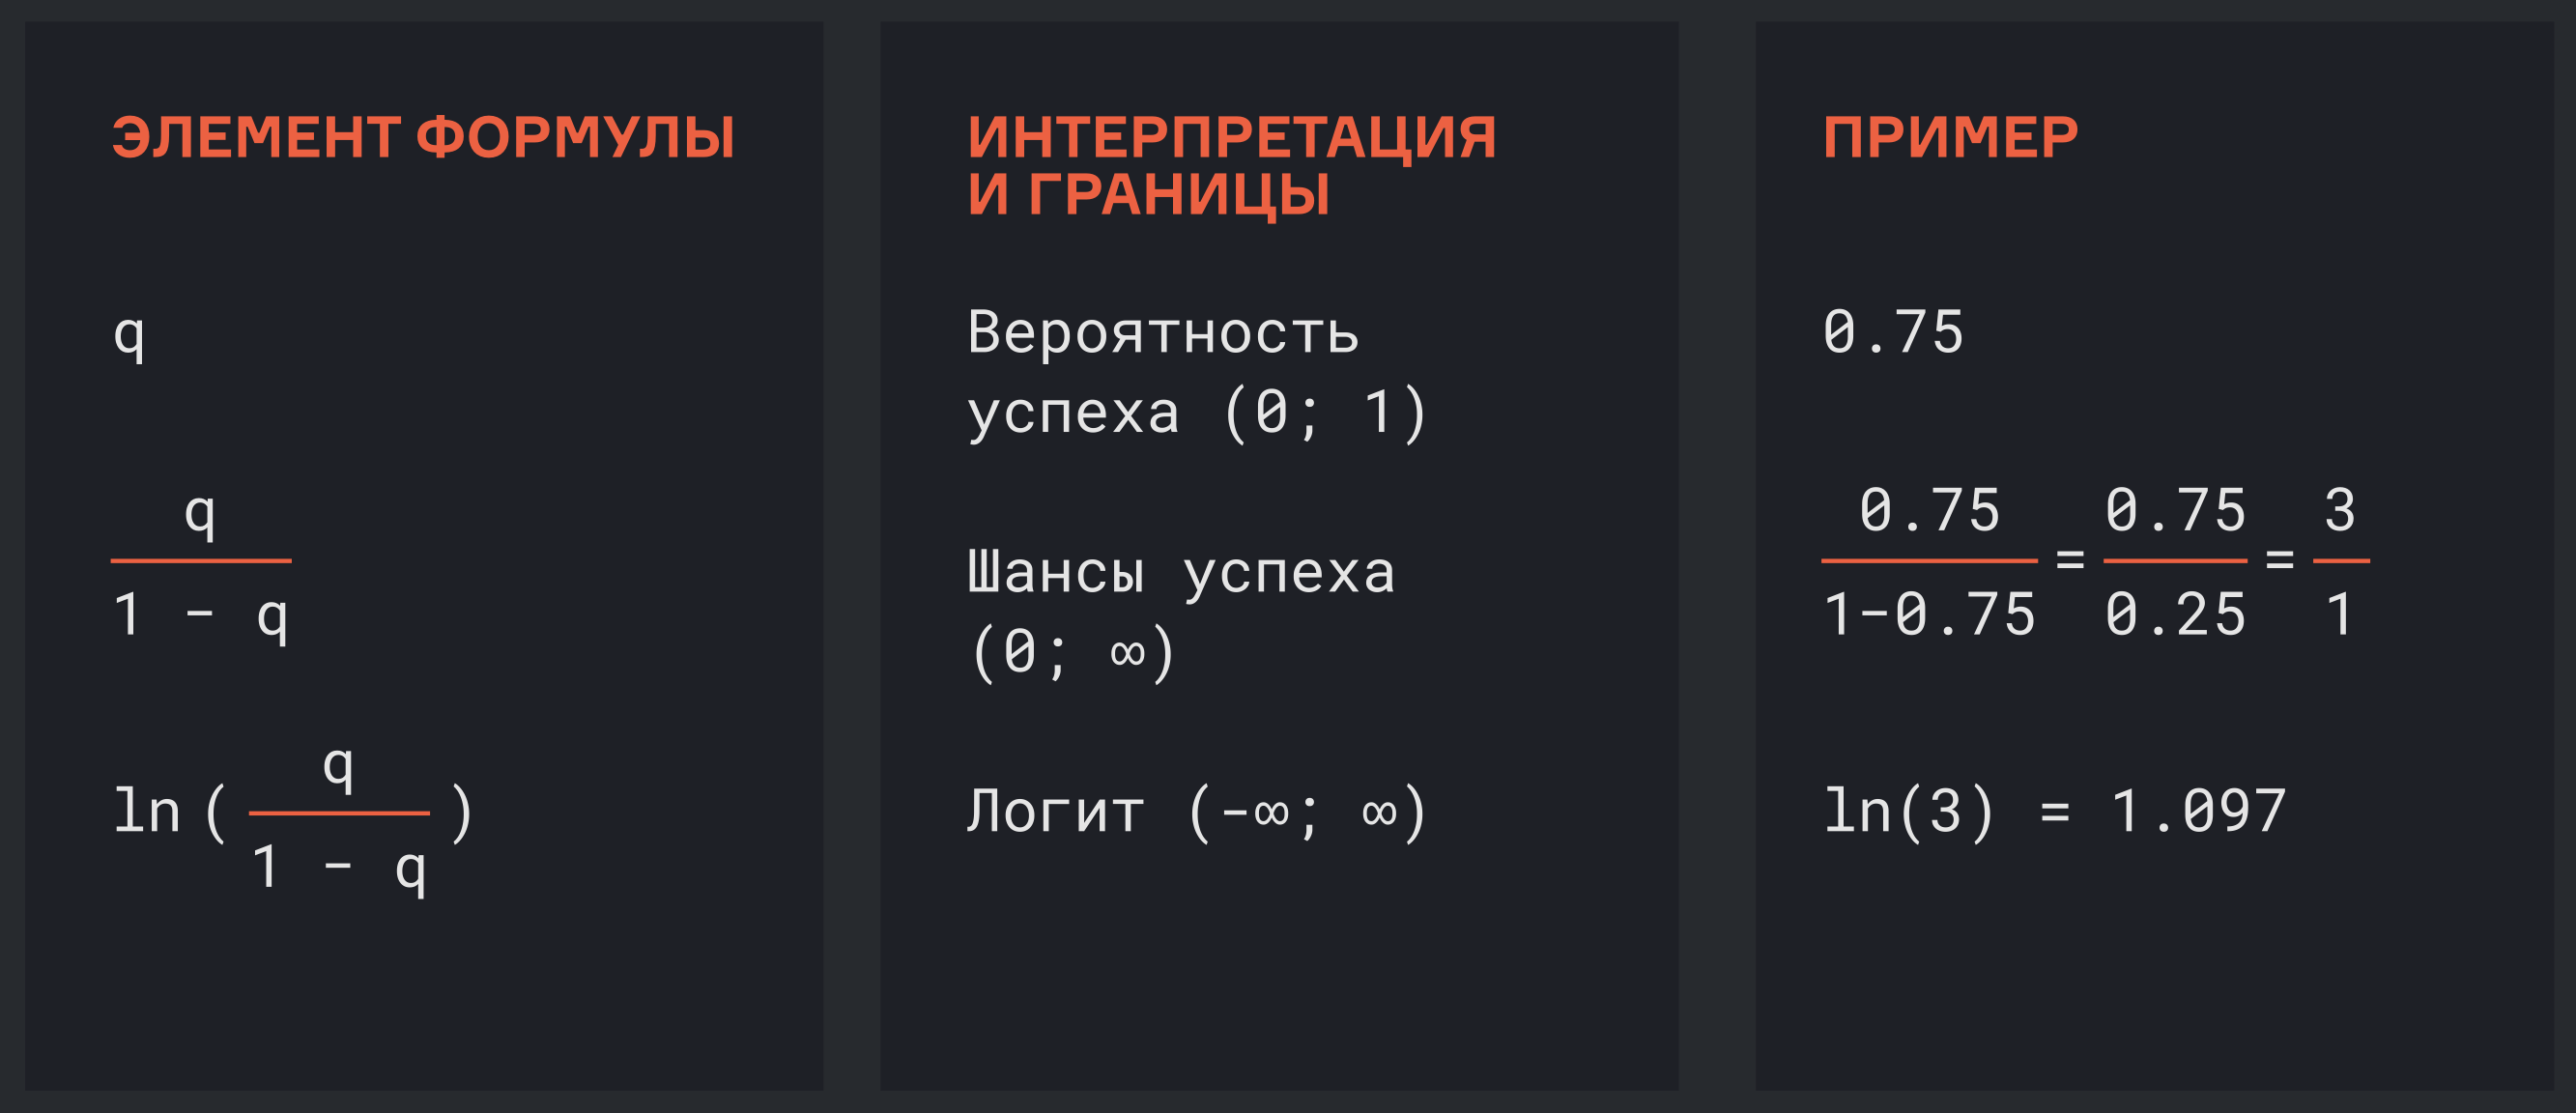 ЭЛЕМЕНТ ФОРМУЛЫ
q
q
1 - q
ln( q / 1 - q )
ИНТЕРПРЕТАЦИЯ
И ГРАНИЦЫ
Вероятность
успеха (0; 1)
Шансы успеха
(0; ∞)
Логит (-∞; ∞)
ПРИМЕР
0.75
0.75 / 1-0.75 = 0.75 / 0.25 = 3 / 1
ln(3) = 1.097